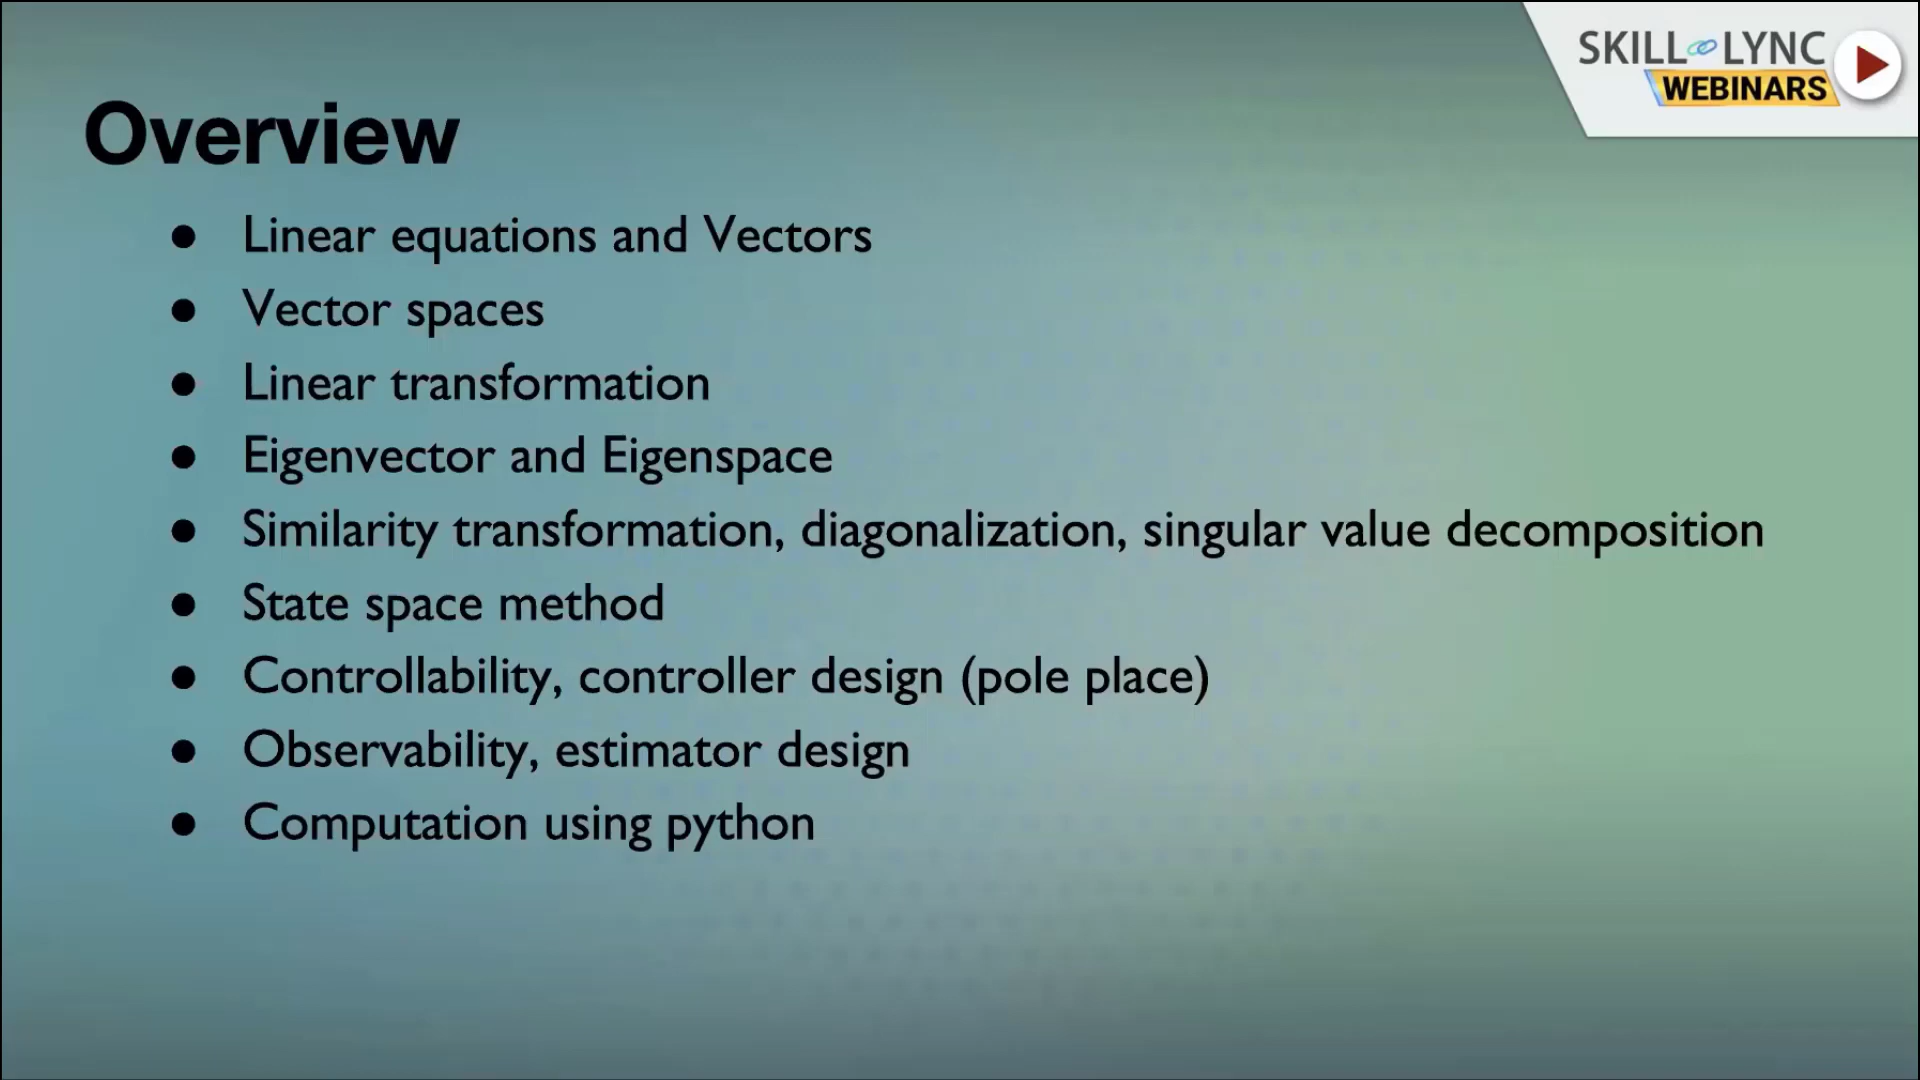 SKILL LYNC
WEBINARS
Overview
● Linear equations and Vectors
● Vector spaces
● Linear transformation
● Eigenvector and Eigenspace
● Similarity transformation, diagonalization, singular value decomposition
● State space method
● Controllability, controller design (pole place)
● Observability, estimator design
● Computation using python